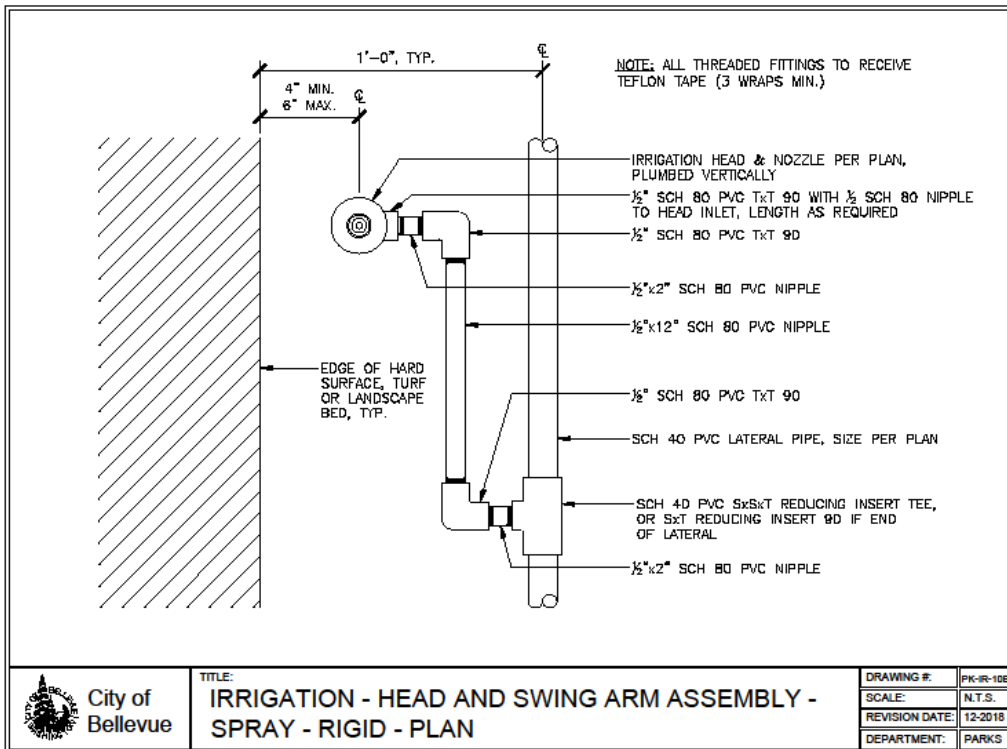 1'-0", TYP.
4" MIN.
6" MAX.
NOTE: ALL THREADED FITTINGS TO RECEIVE
TEFLON TAPE (3 WRAPS MIN.)
IRRIGATION HEAD & NOZZLE PER PLAN,
PLUMBED VERTICALLY
½" SCH 80 PVC TxT 90 WITH ½ SCH 80 NIPPLE
TO HEAD INLET, LENGTH AS REQUIRED
½" SCH 80 PVC TxT 90
½"x2" SCH 80 PVC NIPPLE
½"x12" SCH 80 PVC NIPPLE
EDGE OF HARD
SURFACE, TURF
OR LANDSCAPE
BED, TYP.
½" SCH 80 PVC TxT 90
SCH 40 PVC LATERAL PIPE, SIZE PER PLAN
SCH 40 PVC SxSxT REDUCING INSERT TEE,
OR SxT REDUCING INSERT 90 IF END
OF LATERAL
½"x2" SCH 80 PVC NIPPLE
City of
Bellevue
TITLE:
IRRIGATION - HEAD AND SWING ARM ASSEMBLY -
SPRAY - RIGID - PLAN
DRAWING #: PK-IR-10B
SCALE: N.T.S.
REVISION DATE: 12-2018
DEPARTMENT: PARKS